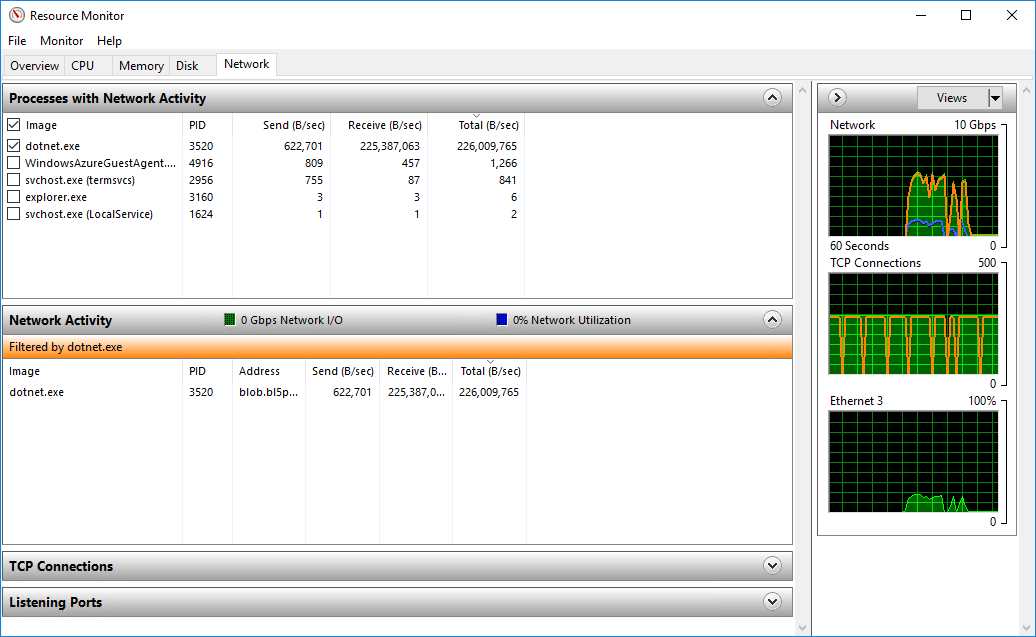 Resource Monitor
File Monitor Help
Overview CPU Memory Disk Network
Processes with Network Activity
Image PID Send (B/sec) Receive (B/sec) Total (B/sec)
dotnet.exe 3520 622,701 225,387,063 226,009,765
WindowsAzureGuestAgent.... 4916 809 457 1,266
svchost.exe (termsvcs) 2956 755 87 841
explorer.exe 3160 3 3 6
svchost.exe (LocalService) 1624 1 1 2
Network Activity 0 Gbps Network I/O 0% Network Utilization
Filtered by dotnet.exe
Image PID Address Send (B/sec) Receive (B... Total (B/sec)
dotnet.exe 3520 blob.bl5p... 622,701 225,387,0... 226,009,765
TCP Connections
Listening Ports
Views
Network 10 Gbps
60 Seconds 0
TCP Connections 500
0
Ethernet 3 100%
0